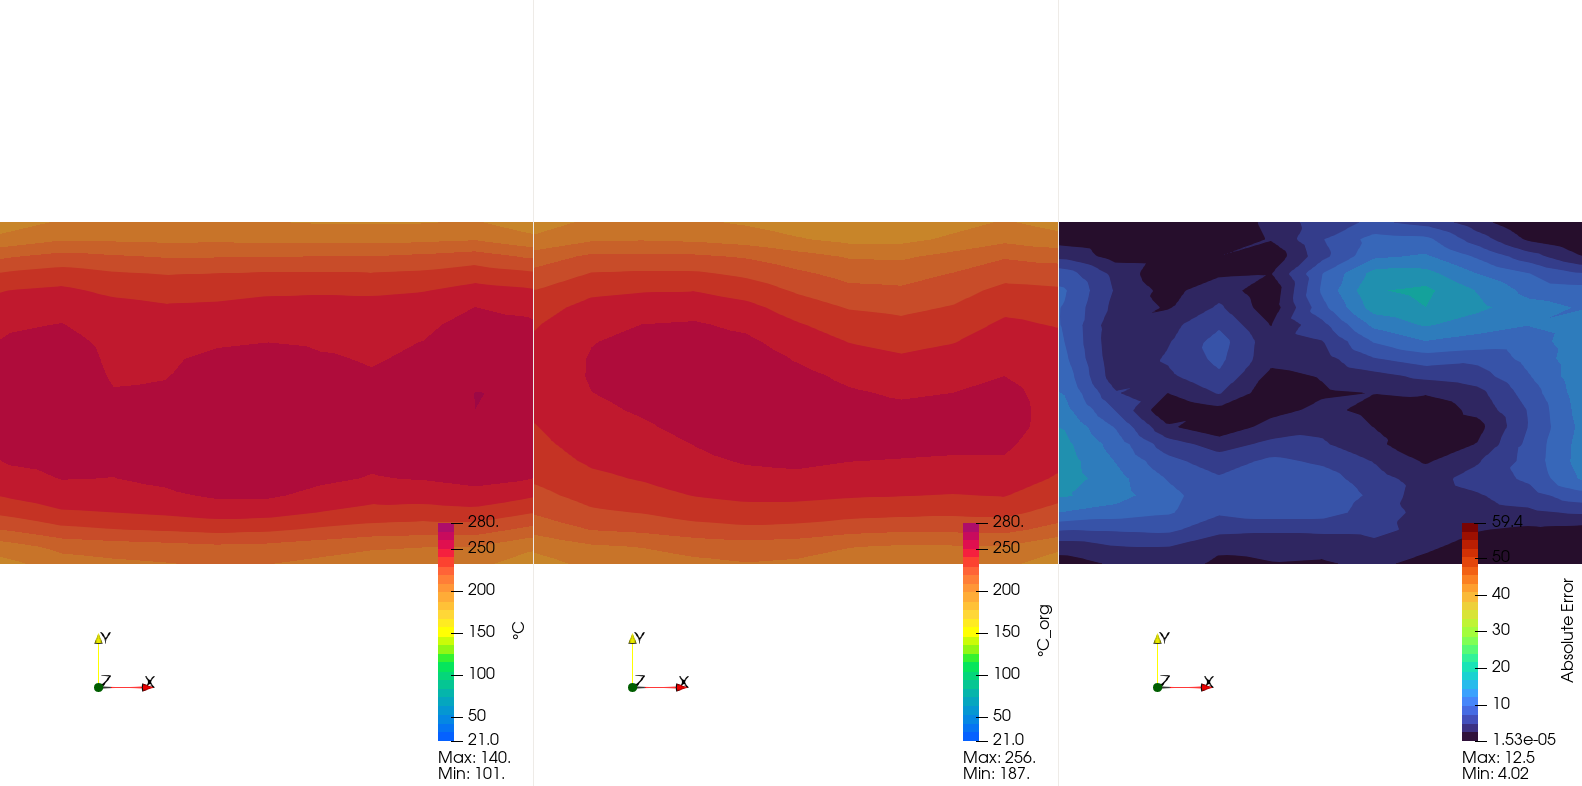 280.
250
200
150
100
50
21.0
°C
Max: 140.
Min: 101.
Y
Z
X
280.
250
200
150
100
50
21.0
°C_org
Max: 256.
Min: 187.
Y
Z
X
59.4
50
40
30
20
10
1.53e-05
Absolute Error
Max: 12.5
Min: 4.02
Y
Z
X